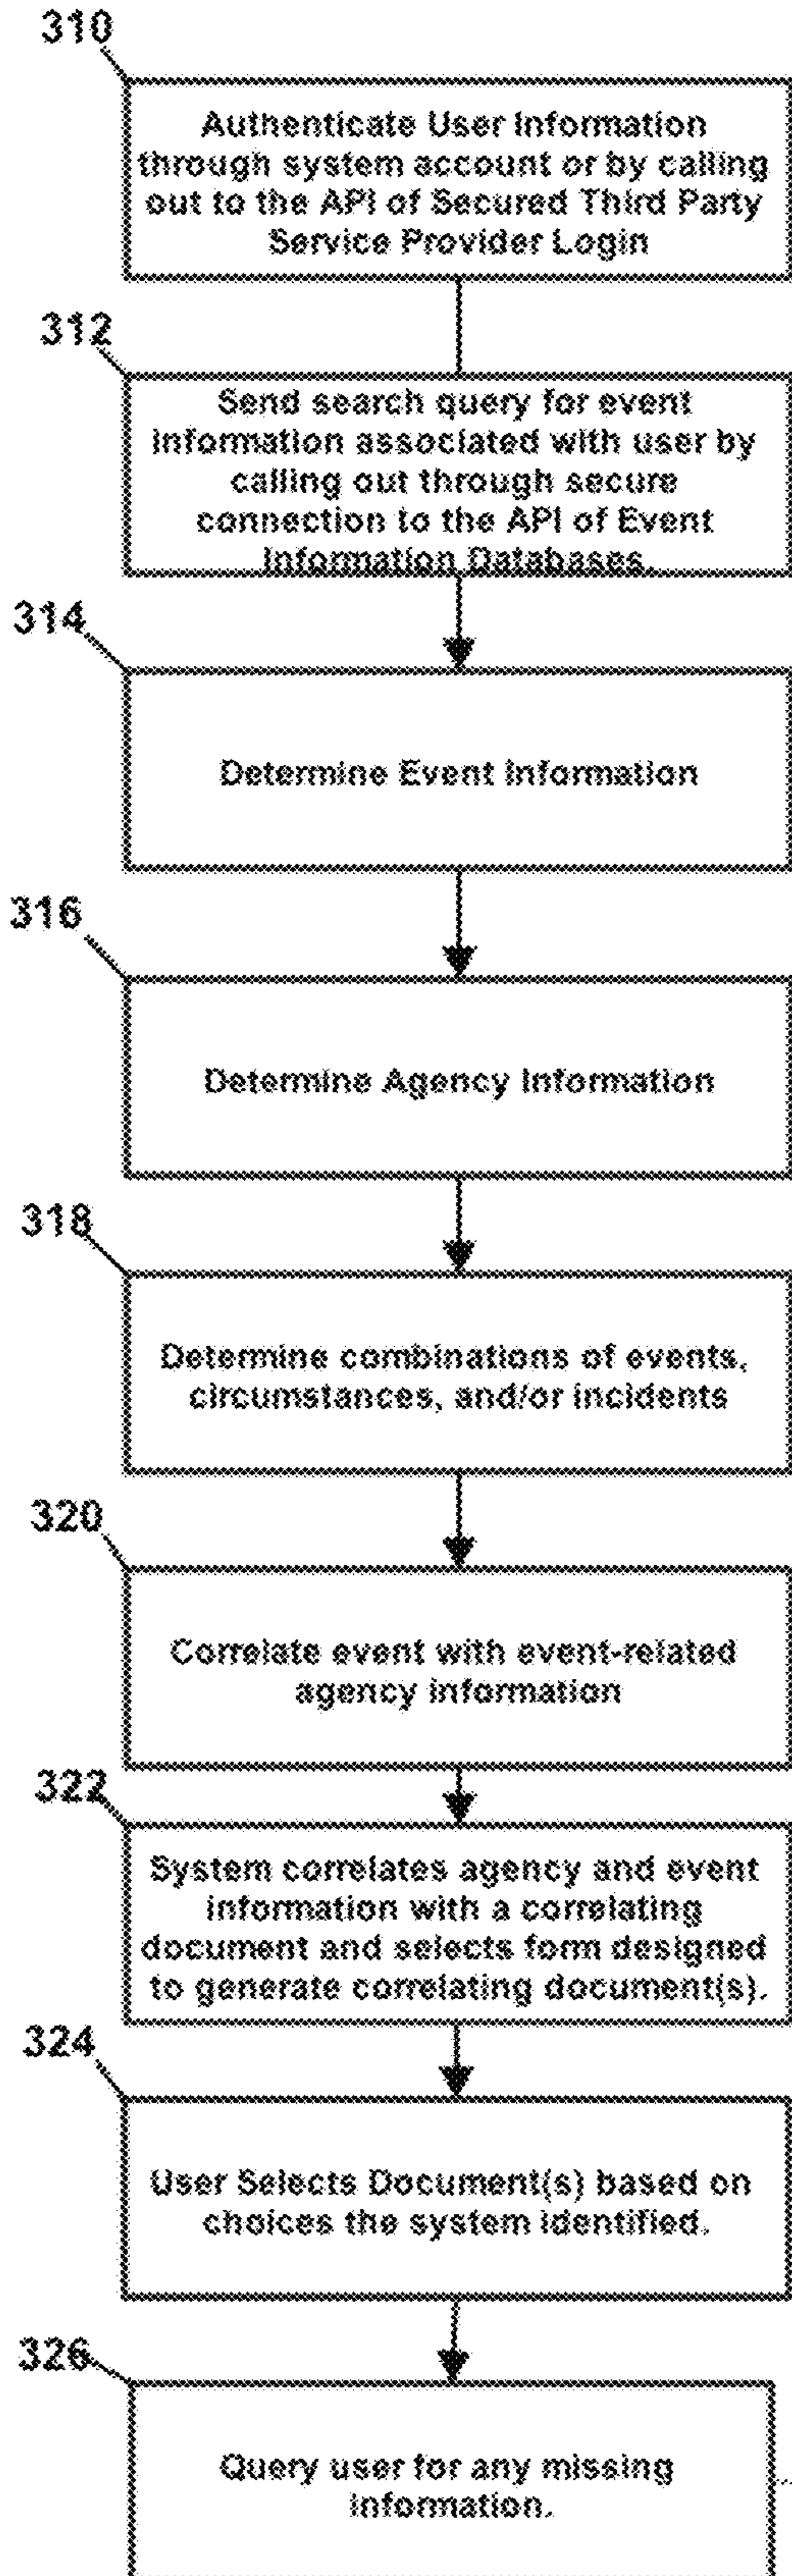 310
Authenticate User Information
through system account or by calling
out to the API of Secured Third Party
Service Provider Login
312
Send search query for event
information associated with user by
calling out through secure
connection to the API of Event
Information Databases.
314
Determine Event Information
316
Determine Agency Information
318
Determine combinations of events,
circumstances, and/or incidents
320
Correlate event with event-related
agency information
322
System correlates agency and event
information with a correlating
document and selects form designed
to generate correlating document(s).
324
User Selects Document(s) based on
choices the system identified.
326
Query user for any missing
information.